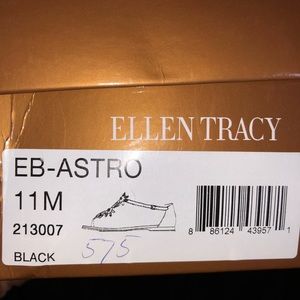 ELLEN TRACY
EB-ASTRO
11M
213007
BLACK
575
8 86124 43957 1